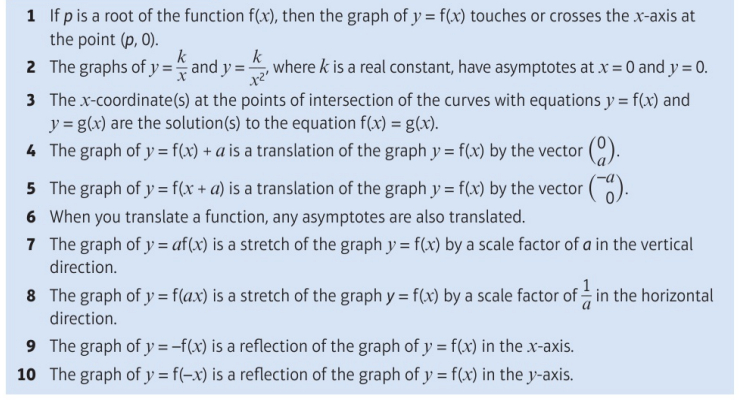 1 If p is a root of the function f(x), then the graph of y = f(x) touches or crosses the x-axis at
the point (p, 0).
2 The graphs of y = k/x and y = k/x², where k is a real constant, have asymptotes at x = 0 and y = 0.
3 The x-coordinate(s) at the points of intersection of the curves with equations y = f(x) and
y = g(x) are the solution(s) to the equation f(x) = g(x).
4 The graph of y = f(x) + a is a translation of the graph y = f(x) by the vector (0 a).
5 The graph of y = f(x + a) is a translation of the graph y = f(x) by the vector (−a 0).
6 When you translate a function, any asymptotes are also translated.
7 The graph of y = af(x) is a stretch of the graph y = f(x) by a scale factor of a in the vertical
direction.
8 The graph of y = f(ax) is a stretch of the graph y = f(x) by a scale factor of 1/a in the horizontal
direction.
9 The graph of y = −f(x) is a reflection of the graph of y = f(x) in the x-axis.
10 The graph of y = f(−x) is a reflection of the graph of y = f(x) in the y-axis.